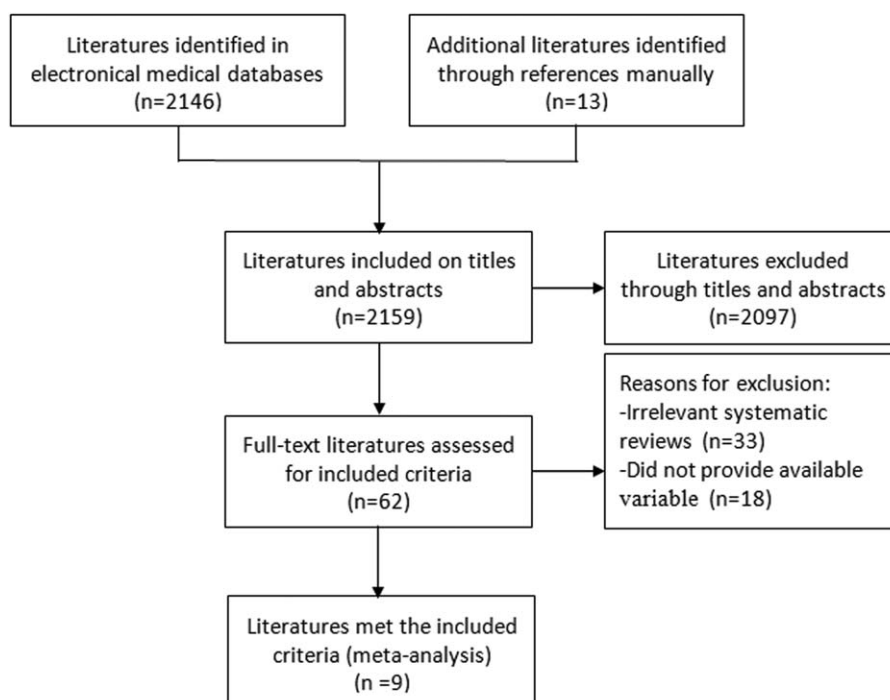 Literatures identified in
electronical medical databases
(n=2146)
Additional literatures identified
through references manually
(n=13)
Literatures included on titles
and abstracts
(n=2159)
Literatures excluded
through titles and abstracts
(n=2097)
Reasons for exclusion:
-Irrelevant systematic
reviews (n=33)
-Did not provide available
variable (n=18)
Full-text literatures assessed
for included criteria
(n=62)
Literatures met the included
criteria (meta-analysis)
(n =9)